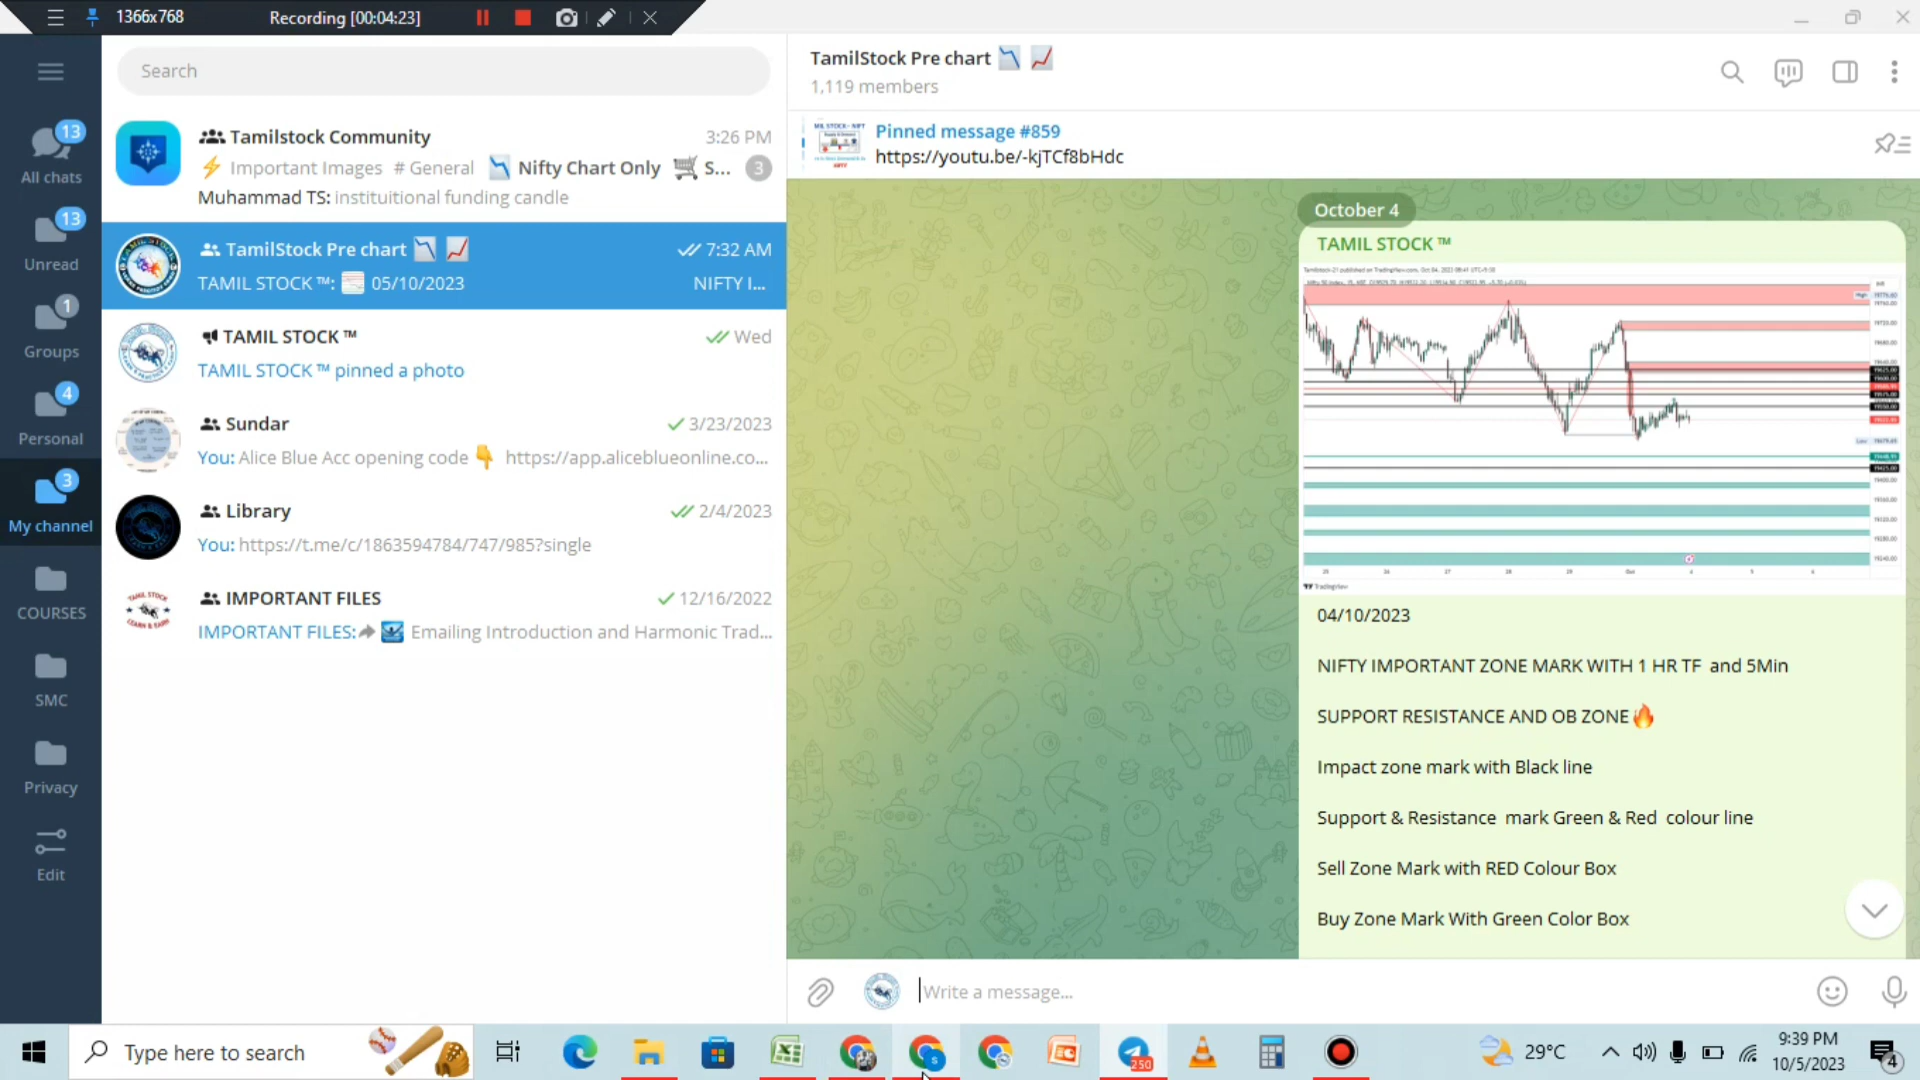 1366x768
Recording [00:04:23]
Search
13
All chats
13
Unread
1
Groups
4
Personal
3
My channel
COURSES
SMC
Privacy
Edit
Tamilstock Community
3:26 PM
⚡ Important Images # General 📉 Nifty Chart Only 🛒 S...
3
Muhammad TS: instituitional funding candle
TamilStock Pre chart 📉 📈
7:32 AM
TAMIL STOCK ™: 05/10/2023 NIFTY I...
TAMIL STOCK ™
Wed
TAMIL STOCK ™ pinned a photo
Sundar
3/23/2023
You: Alice Blue Acc opening code 👇 https://app.aliceblueonline.co...
Library
2/4/2023
You: https://t.me/c/1863594784/747/985?single
IMPORTANT FILES
12/16/2022
IMPORTANT FILES: Emailing Introduction and Harmonic Trad...
TamilStock Pre chart 📉 📈
1,119 members
Pinned message #859
https://youtu.be/-kjTCf8bHdc
October 4
TAMIL STOCK ™
TradingView
04/10/2023
NIFTY IMPORTANT ZONE MARK WITH 1 HR TF and 5Min
SUPPORT RESISTANCE AND OB ZONE🔥
Impact zone mark with Black line
Support & Resistance mark Green & Red colour line
Sell Zone Mark with RED Colour Box
Buy Zone Mark With Green Color Box
Write a message...
Type here to search
250
29°C
9:39 PM
10/5/2023
4